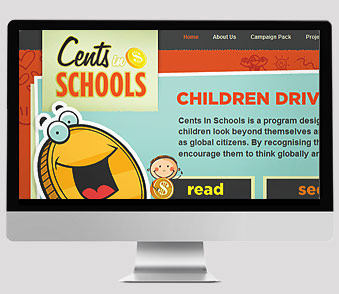 Cents in
SCHOOLS
Home About Us Campaign Pack Proje
CHILDREN DRIV
Cents In Schools is a program desig
children look beyond themselves a
as global citizens. By recognising th
encourage them to think globally a
read
se